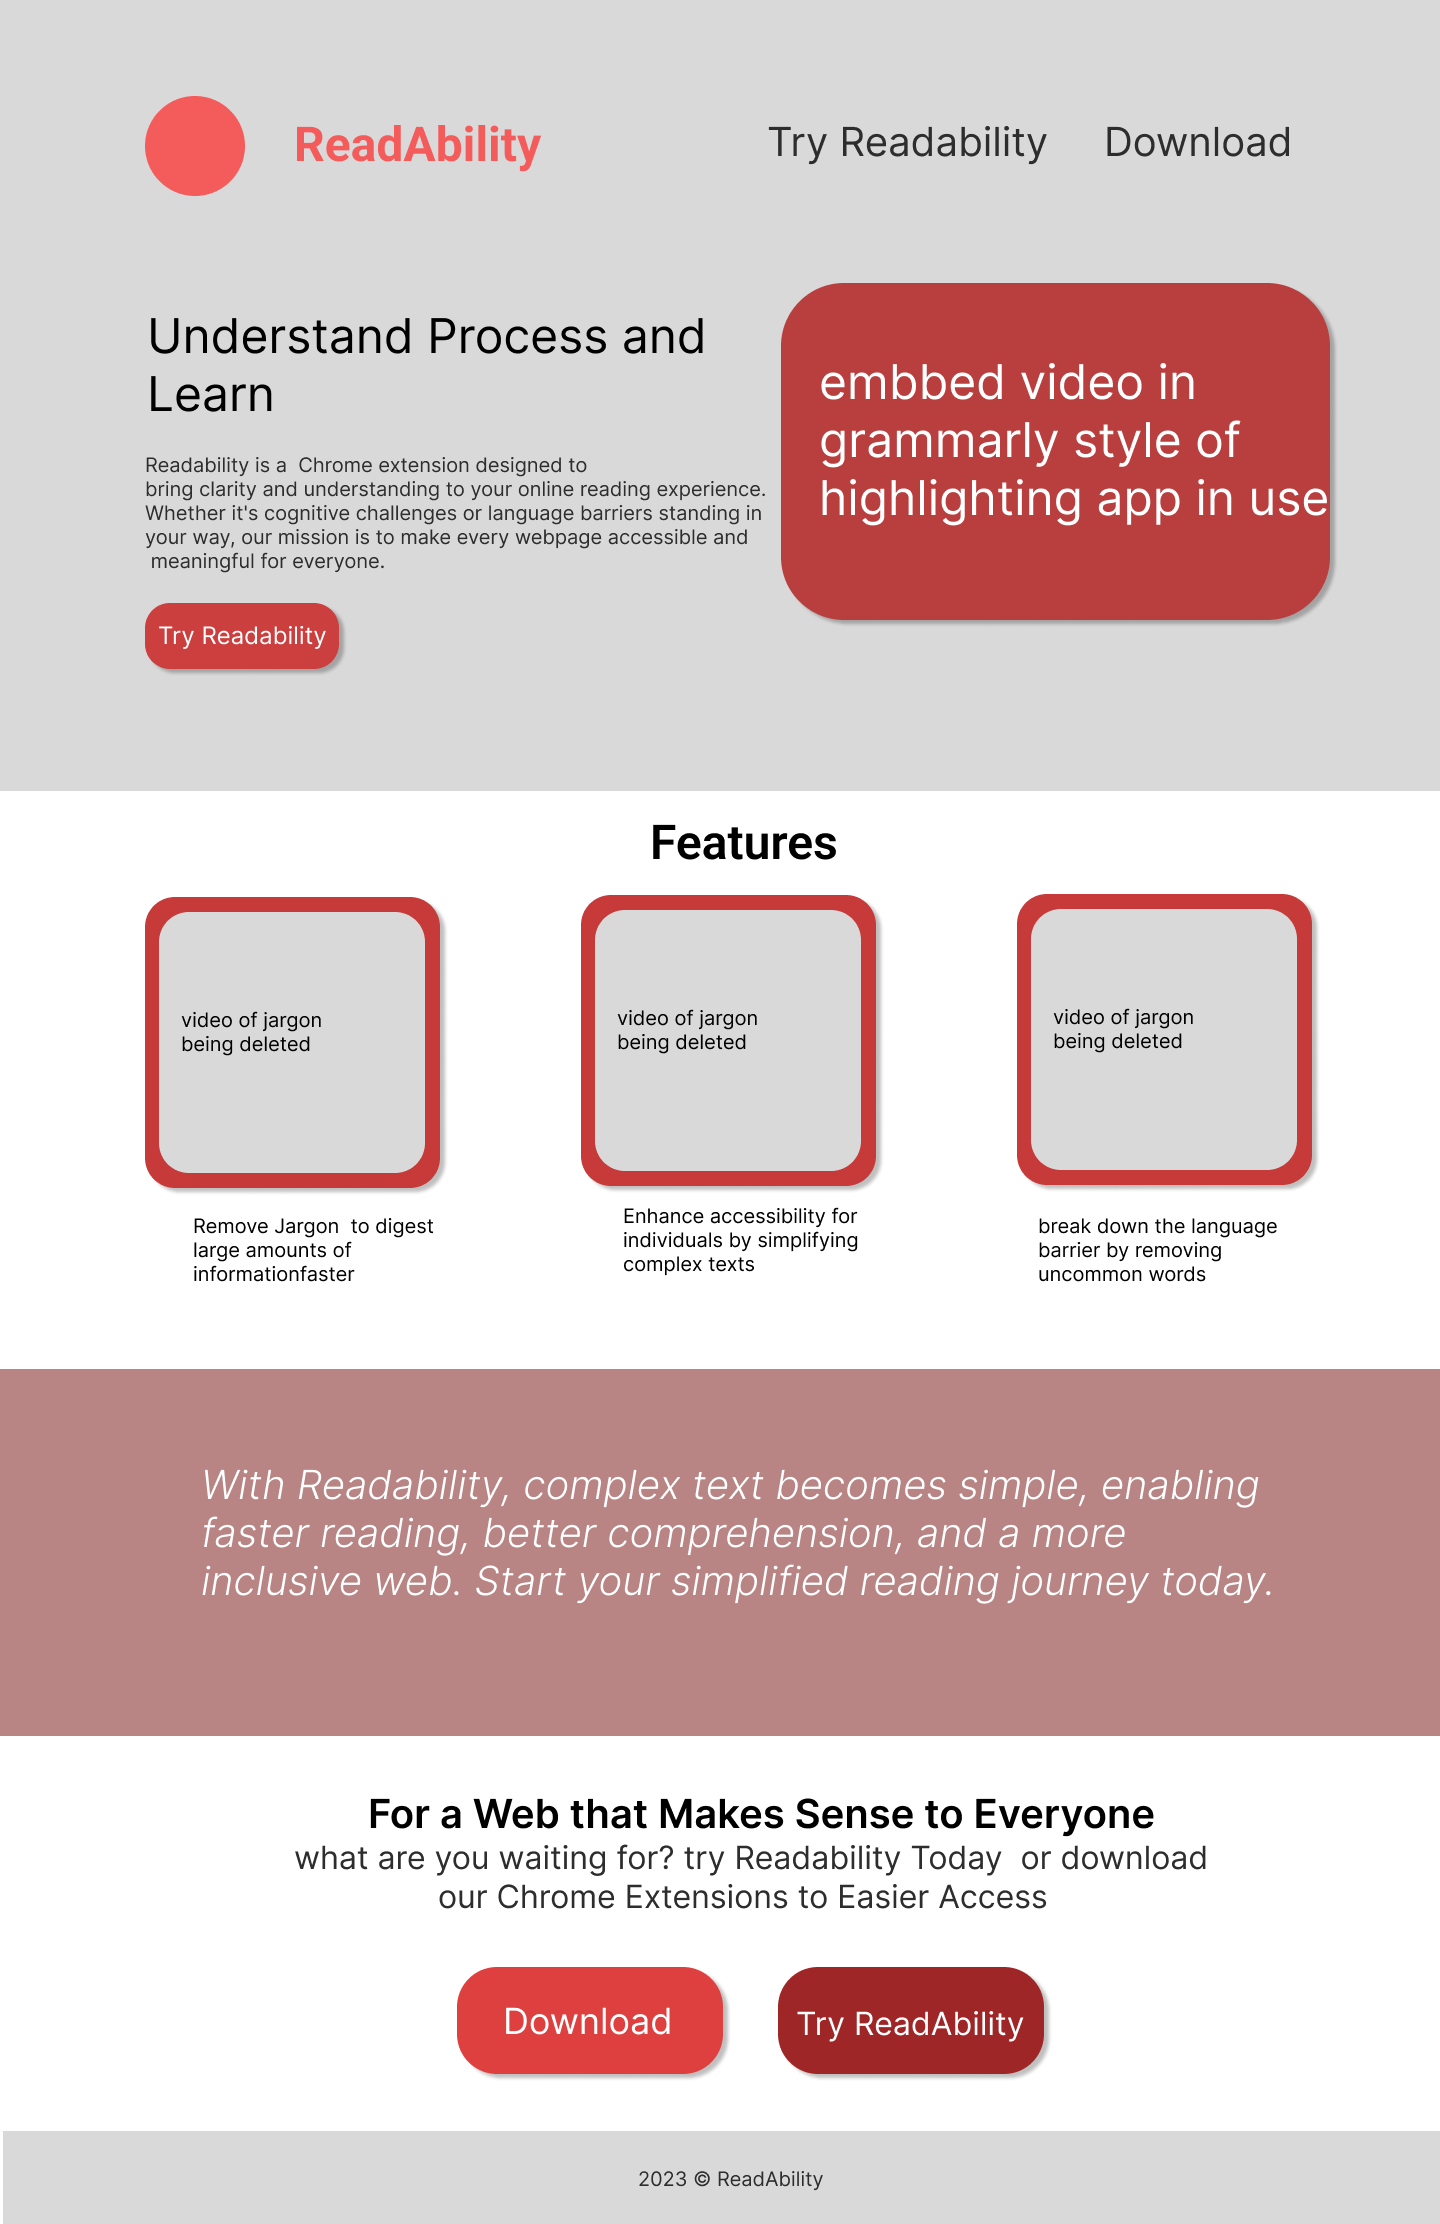 ReadAbility
Try Readability
Download
Understand Process and
Learn
Readability is a  Chrome extension designed to
bring clarity and understanding to your online reading experience.
Whether it's cognitive challenges or language barriers standing in
your way, our mission is to make every webpage accessible and
meaningful for everyone.
Try Readability
embbed video in
grammarly style of
highlighting app in use
Features
video of jargon
being deleted
video of jargon
being deleted
video of jargon
being deleted
Remove Jargon  to digest
large amounts of
informationfaster
Enhance accessibility for
individuals by simplifying
complex texts
break down the language
barrier by removing
uncommon words
With Readability, complex text becomes simple, enabling
faster reading, better comprehension, and a more
inclusive web. Start your simplified reading journey today.
For a Web that Makes Sense to Everyone
what are you waiting for? try Readability Today  or download
our Chrome Extensions to Easier Access
Download
Try ReadAbility
2023 © ReadAbility